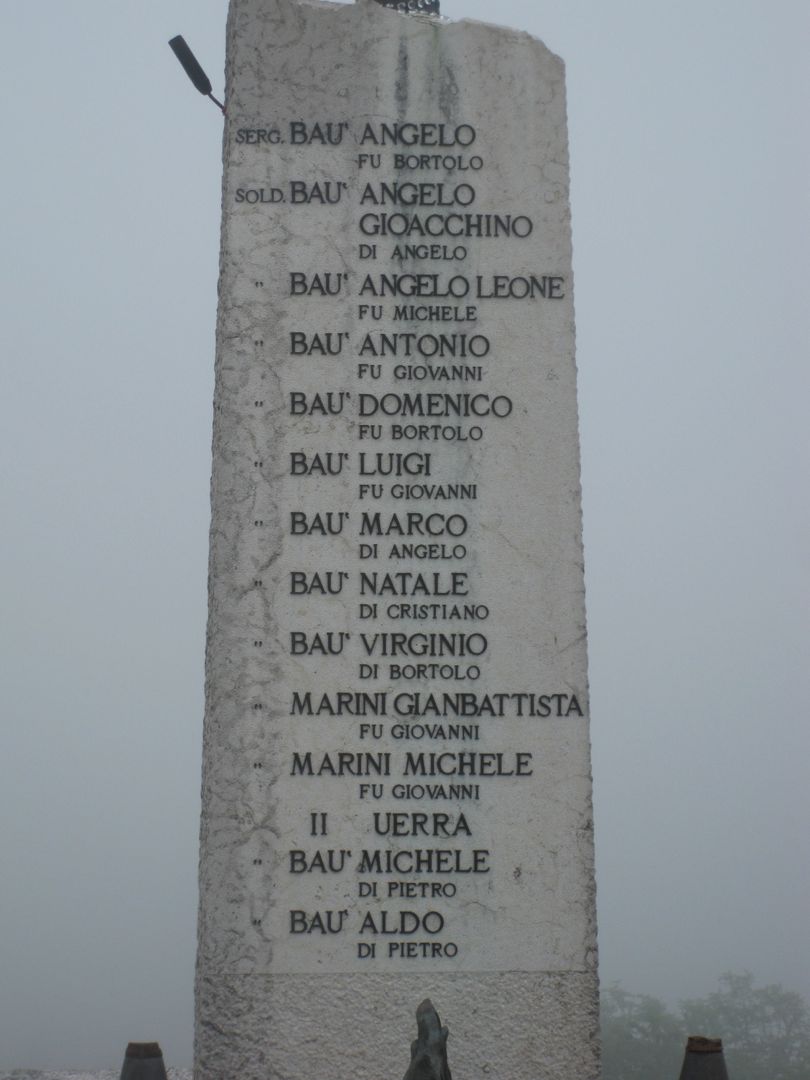 SERG. BAU' ANGELO
FU BORTOLO
SOLD. BAU' ANGELO
GIOACCHINO
DI ANGELO
" BAU' ANGELO LEONE
FU MICHELE
" BAU' ANTONIO
FU GIOVANNI
" BAU' DOMENICO
FU BORTOLO
" BAU' LUIGI
FU GIOVANNI
" BAU' MARCO
DI ANGELO
" BAU' NATALE
DI CRISTIANO
" BAU' VIRGINIO
DI BORTOLO
" MARINI GIANBATTISTA
FU GIOVANNI
" MARINI MICHELE
FU GIOVANNI
II UERRA
" BAU' MICHELE
DI PIETRO
" BAU' ALDO
DI PIETRO